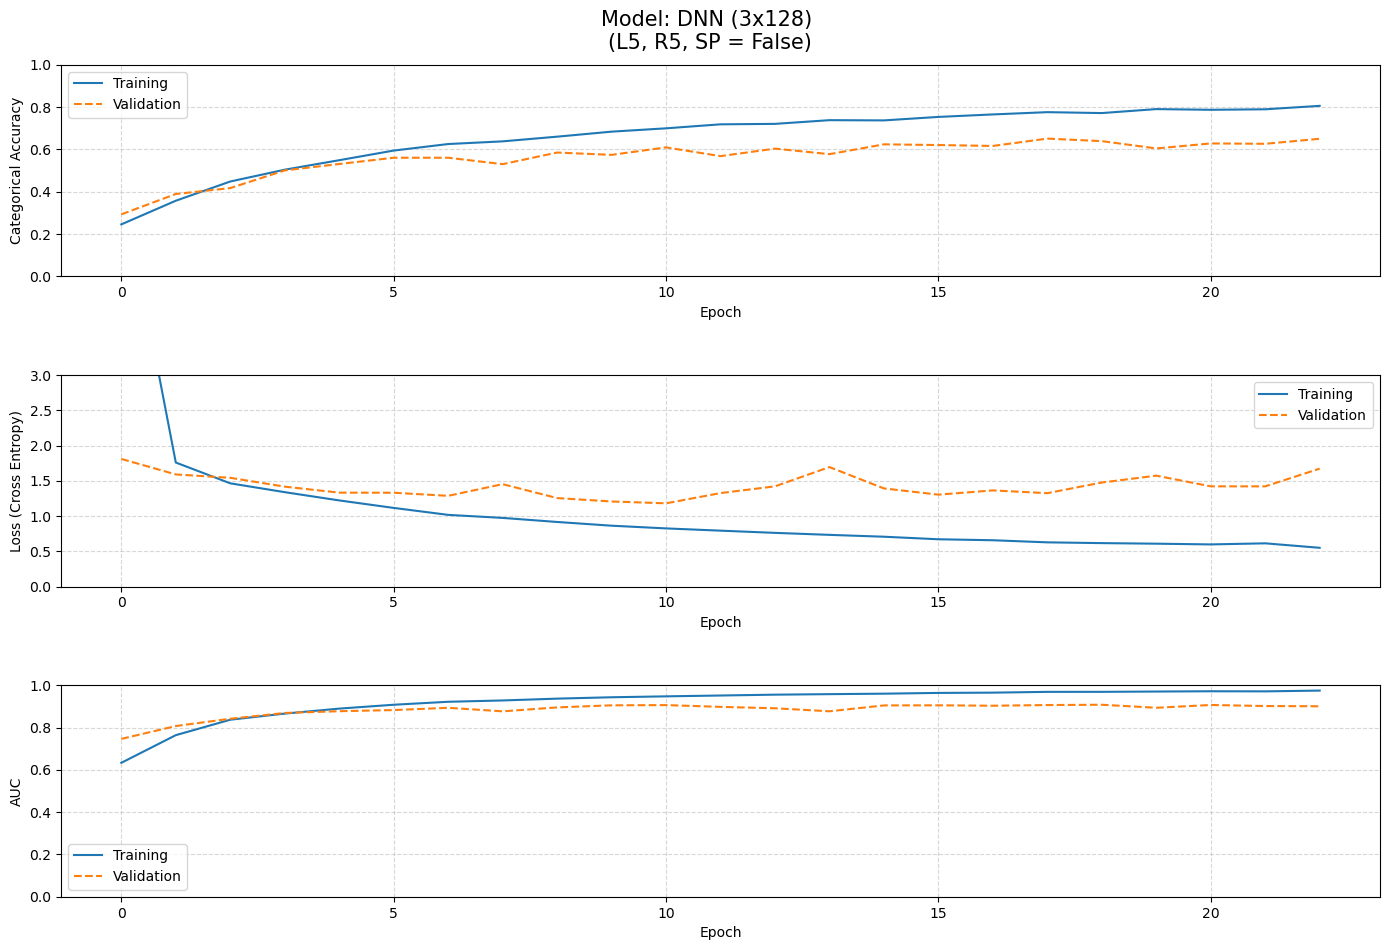 Model: DNN (3x128)
(L5, R5, SP = False)
Categorical Accuracy
1.0
0.8
0.6
0.4
0.2
0.0
Training
Validation
0 5 10 15 20
Epoch
Loss (Cross Entropy)
3.0
2.5
2.0
1.5
1.0
0.5
0.0
Training
Validation
0 5 10 15 20
Epoch
AUC
1.0
0.8
0.6
0.4
0.2
0.0
Training
Validation
0 5 10 15 20
Epoch